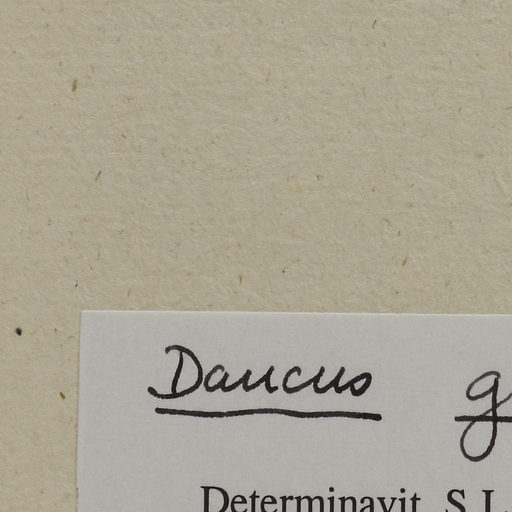 Daucus g
Determinavit S.L.